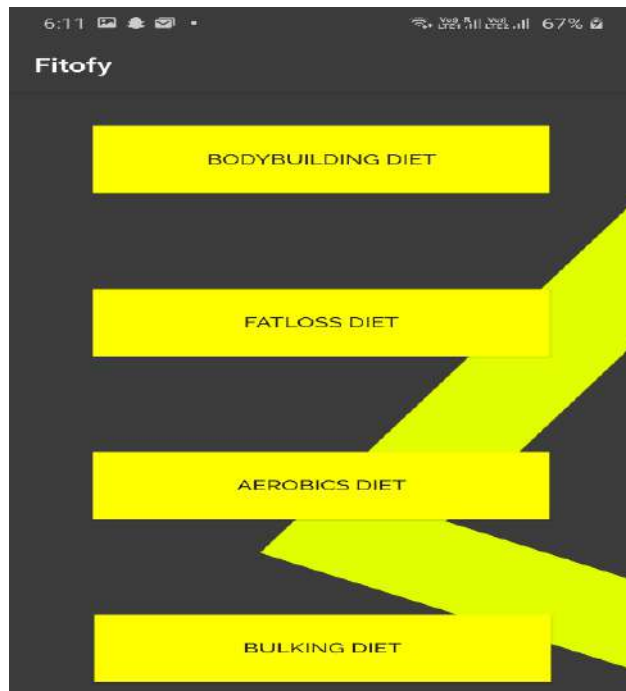 6:11 67%
Fitofy
BODYBUILDING DIET
FATLOSS DIET
AEROBICS DIET
BULKING DIET